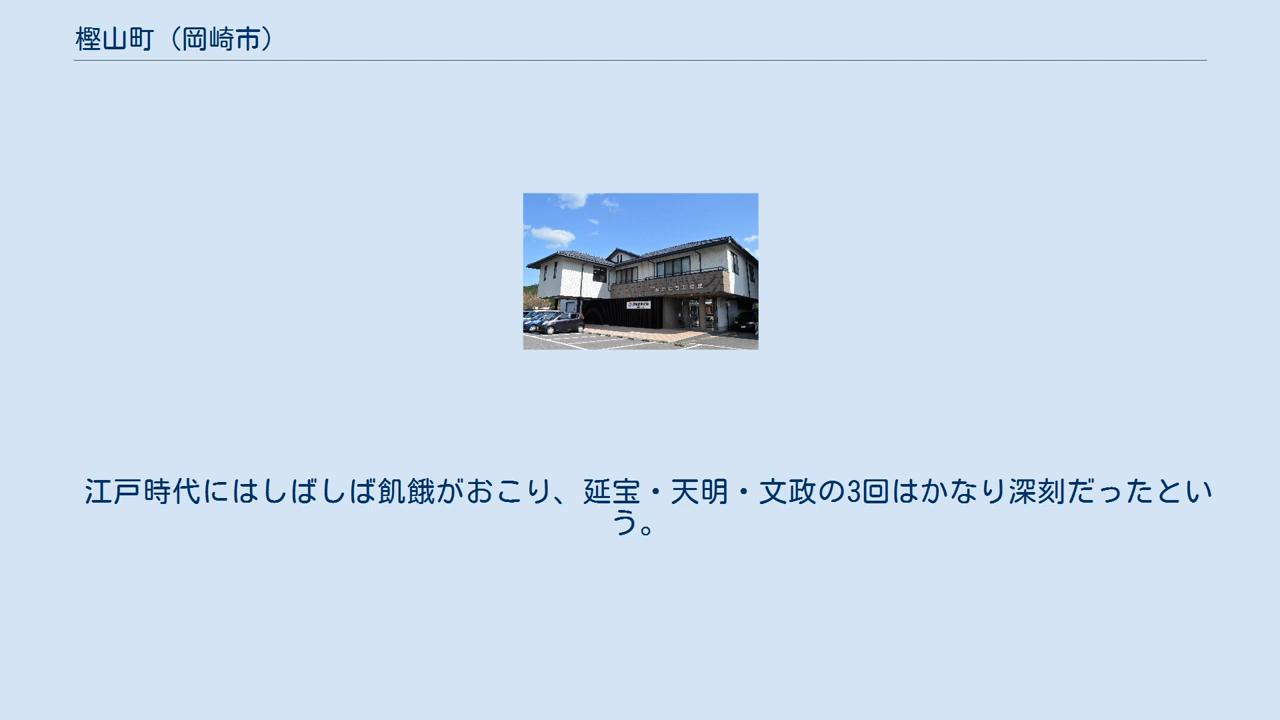 樫山町（岡崎市）
江戸時代にはしばしば飢餓がおこり、延宝・天明・文政の3回はかなり深刻だったとい
う。